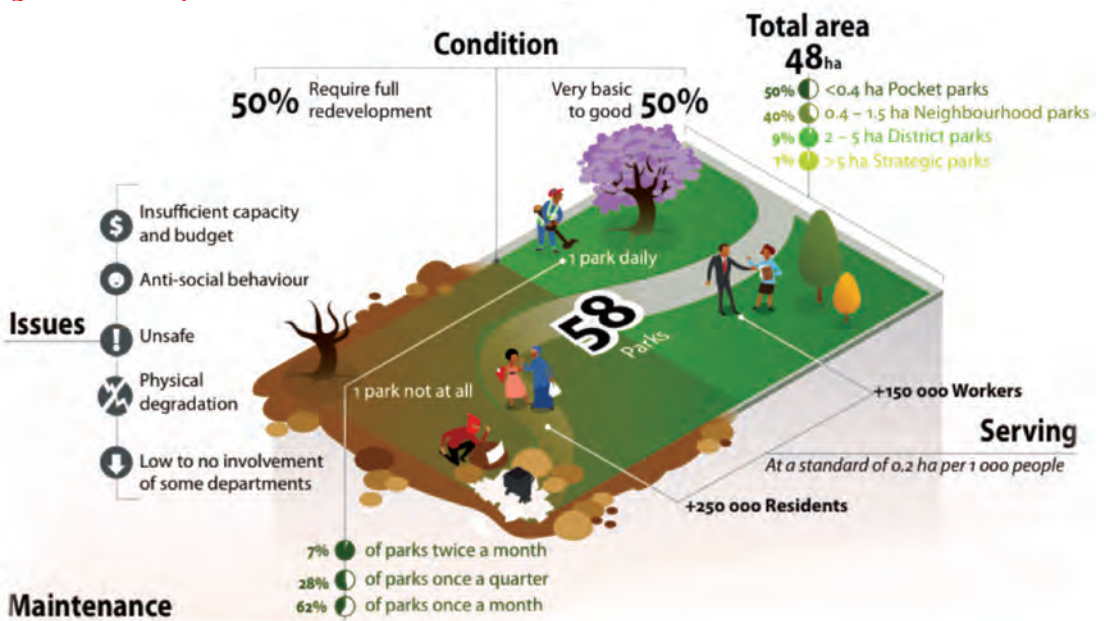 Condition
50% Require full
redevelopment
Very basic
to good 50%
Total area
48 ha
50% <0.4 ha Pocket parks
40% 0.4 – 1.5 ha Neighbourhood parks
9% 2 – 5 ha District parks
1% >5 ha Strategic parks
Issues
$ Insufficient capacity
and budget
Anti-social behaviour
! Unsafe
Physical
degradation
Low to no involvement
of some departments
1 park daily
58
Parks
1 park not at all
+150 000 Workers
Serving
At a standard of 0.2 ha per 1 000 people
+250 000 Residents
7% of parks twice a month
28% of parks once a quarter
62% of parks once a month
Maintenance